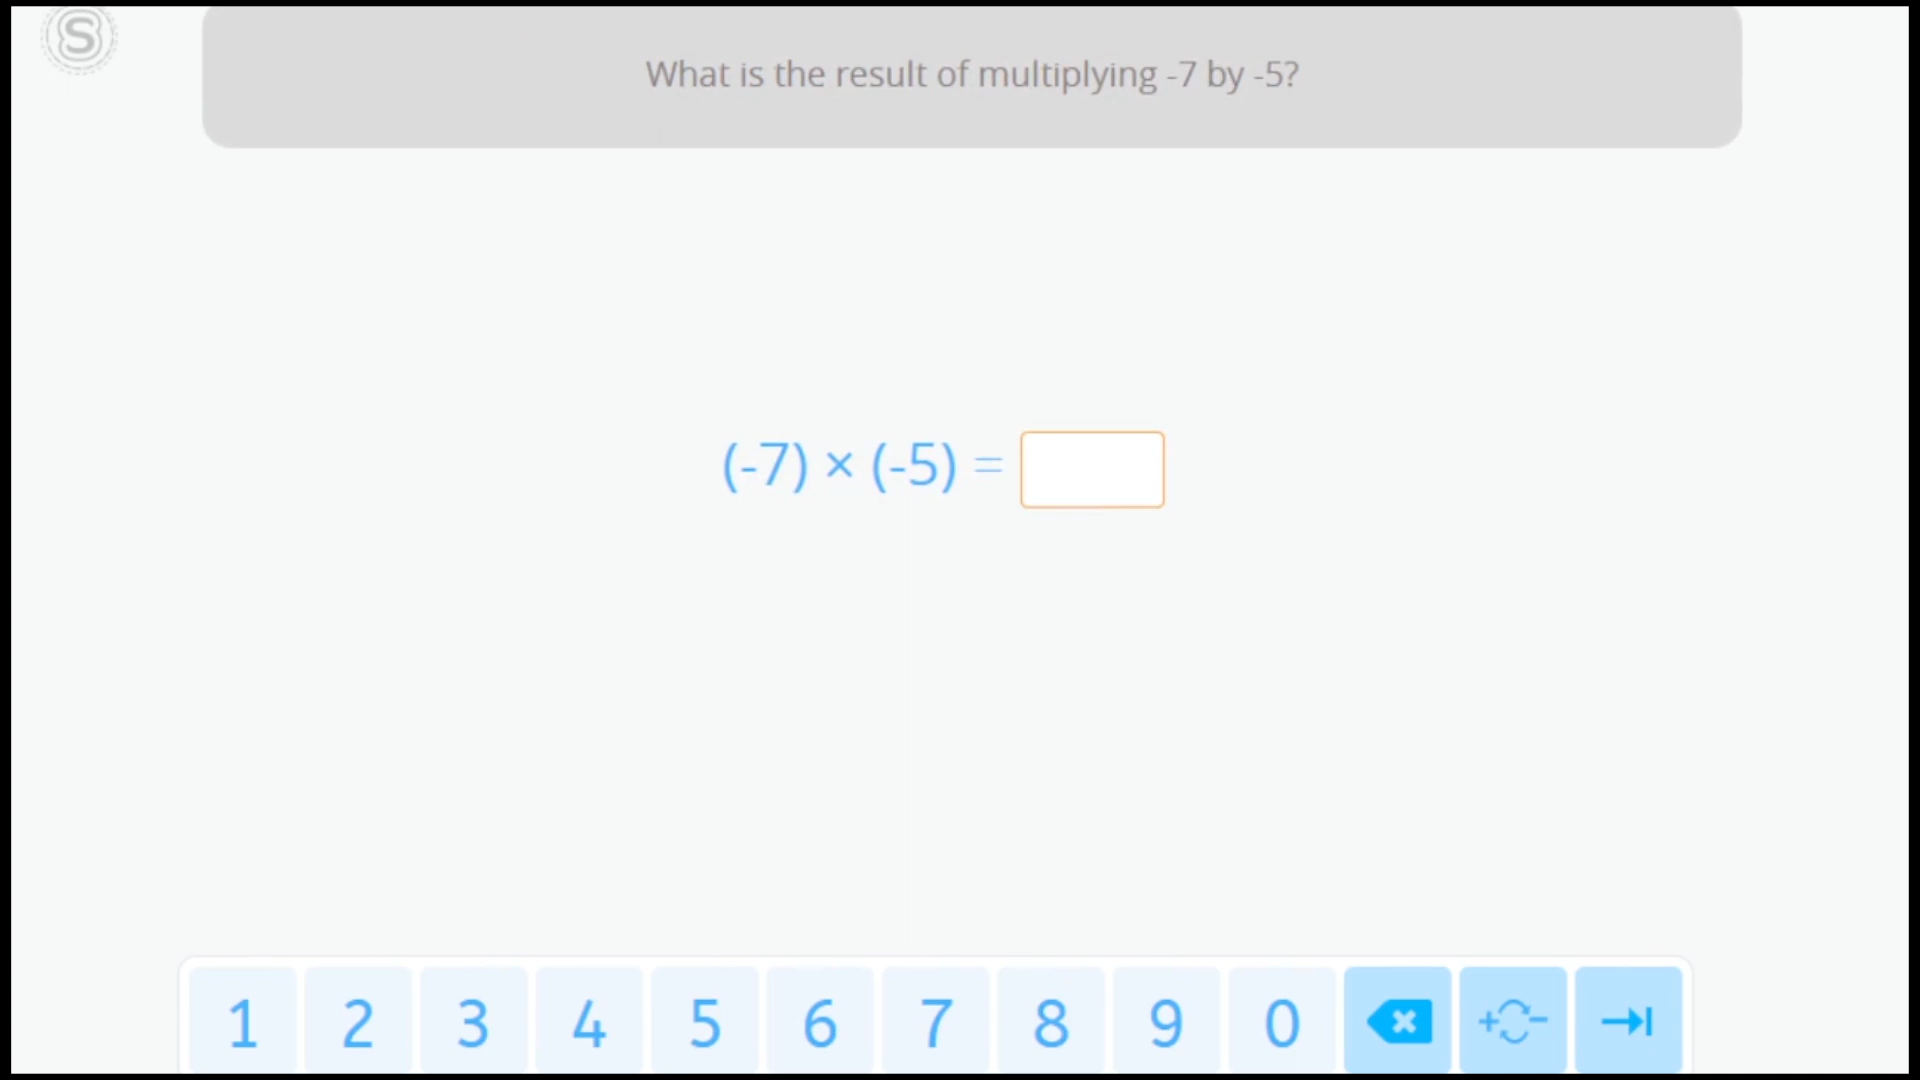 S
What is the result of multiplying -7 by -5?
(-7) × (-5) =
1 2 3 4 5 6 7 8 9 0